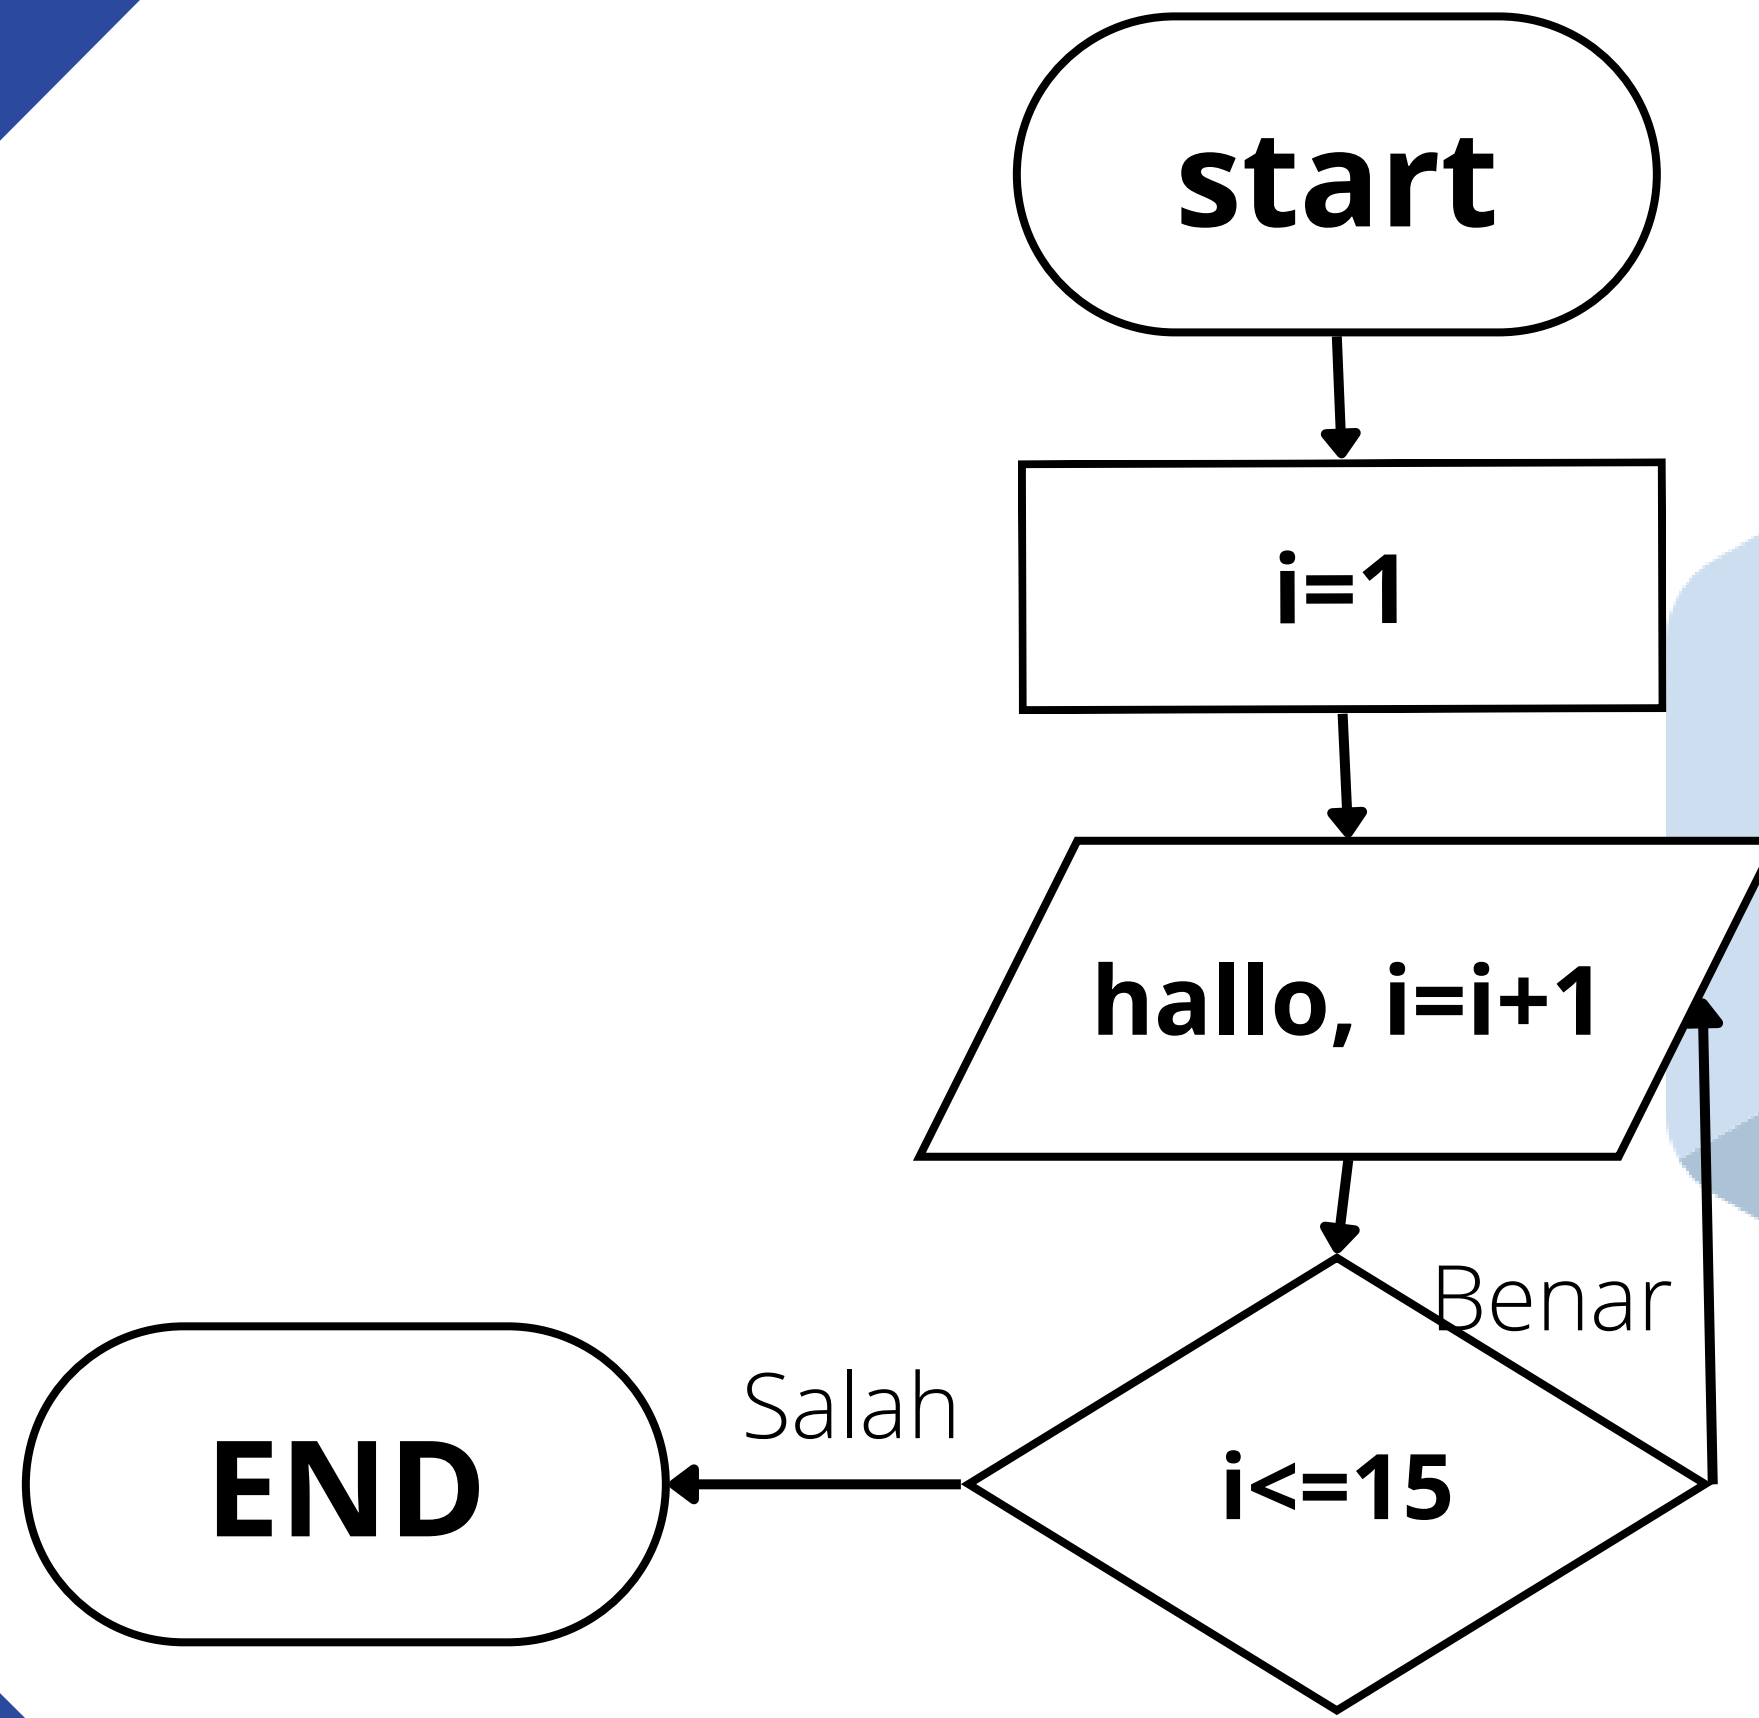 start
i=1
hallo, i=i+1
Benar
Salah
i<=15
END